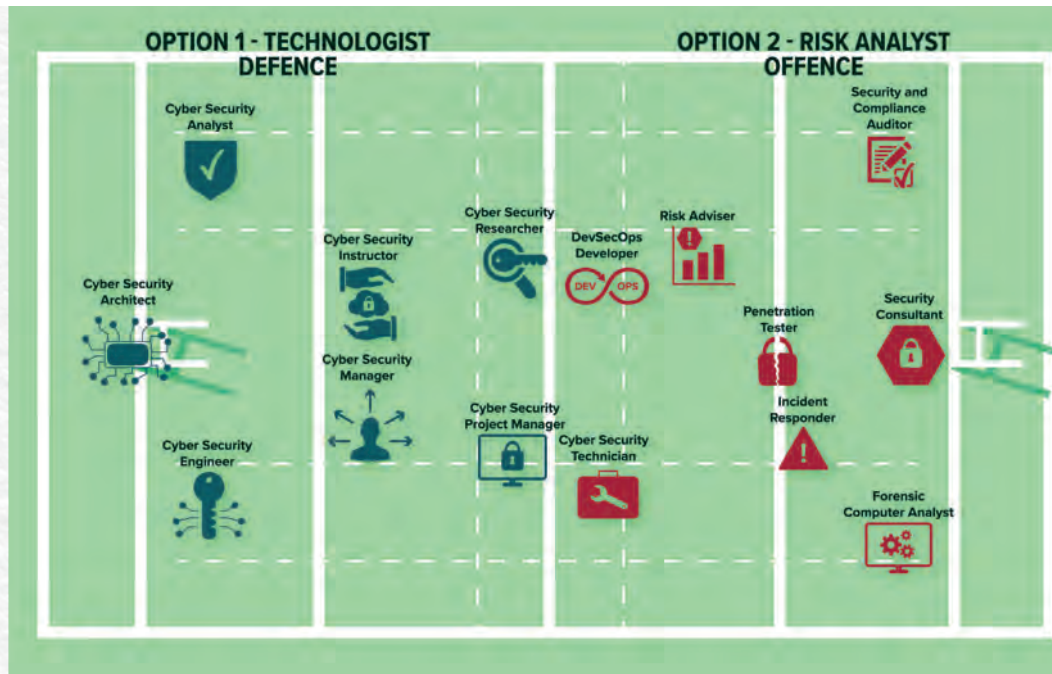 OPTION 1 - TECHNOLOGIST
DEFENCE
OPTION 2 - RISK ANALYST
OFFENCE
Cyber Security
Analyst
Security and
Compliance
Auditor
Cyber Security
Instructor
Cyber Security
Researcher
DevSecOps
Developer
DEV
OPS
Risk Adviser
Cyber Security
Architect
Penetration
Tester
Security
Consultant
Cyber Security
Manager
Cyber Security
Project Manager
Incident
Responder
Cyber Security
Engineer
Cyber Security
Technician
Forensic
Computer Analyst